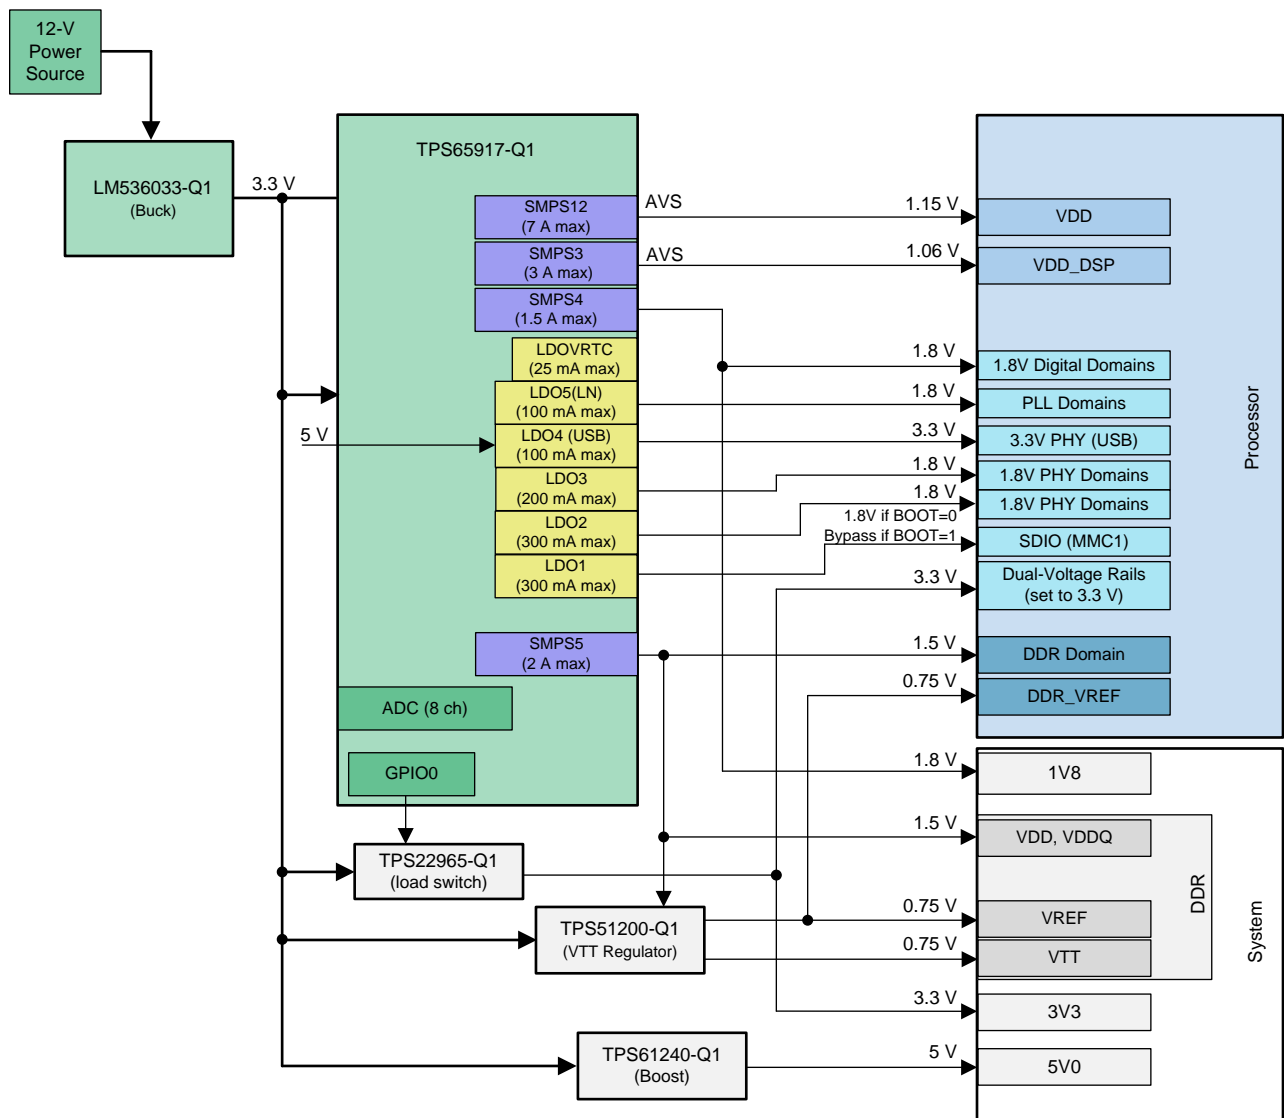 12-V
Power
Source
LM536033-Q1
(Buck)
3.3 V
TPS65917-Q1
SMPS12
(7 A max)
SMPS3
(3 A max)
SMPS4
(1.5 A max)
LDOVRTC
(25 mA max)
LDO5(LN)
(100 mA max)
5 V
LDO4 (USB)
(100 mA max)
LDO3
(200 mA max)
LDO2
(300 mA max)
LDO1
(300 mA max)
SMPS5
(2 A max)
ADC (8 ch)
GPIO0
TPS22965-Q1
(load switch)
TPS51200-Q1
(VTT Regulator)
TPS61240-Q1
(Boost)
AVS
1.15 V
AVS
1.06 V
1.8 V
1.8 V
3.3 V
1.8 V
1.8 V
1.8V if BOOT=0
Bypass if BOOT=1
3.3 V
1.5 V
0.75 V
1.8 V
1.5 V
0.75 V
0.75 V
3.3 V
5 V
VDD
VDD_DSP
1.8V Digital Domains
PLL Domains
3.3V PHY (USB)
1.8V PHY Domains
1.8V PHY Domains
SDIO (MMC1)
Dual-Voltage Rails
(set to 3.3 V)
DDR Domain
DDR_VREF
Processor
1V8
VDD, VDDQ
VREF
VTT
DDR
3V3
5V0
System